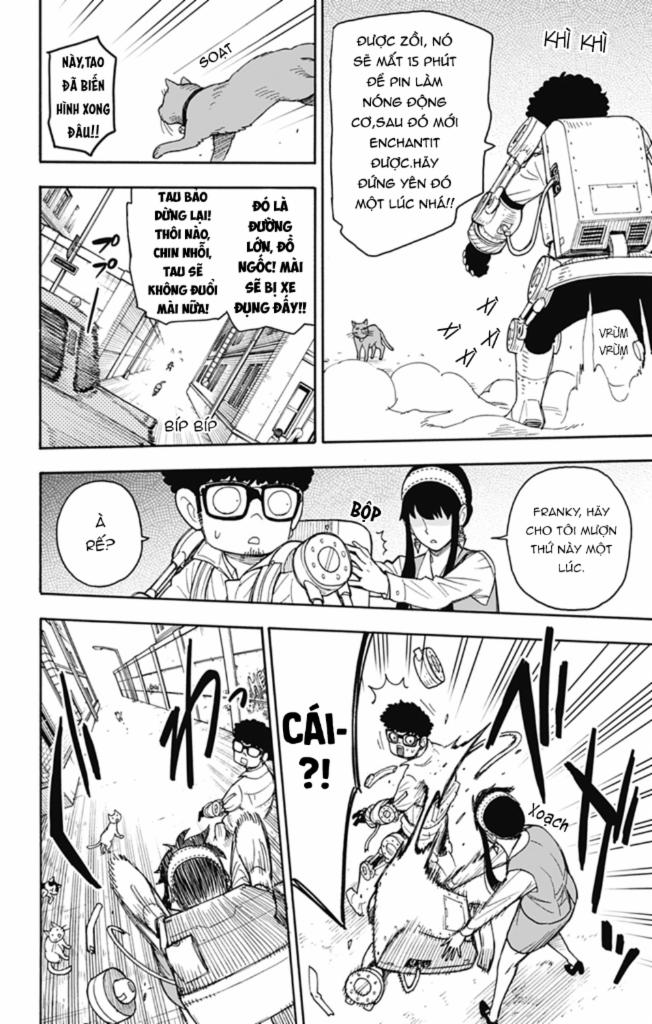 KHÌ KHÌ
ĐƯỢC ZỒI, NÓ
SẼ MẤT 15 PHÚT
ĐỂ PIN LÀM
NÓNG ĐỘNG
CƠ,SAU ĐÓ MỚI
ENCHANTIT
ĐƯỢC.HÃY
ĐỨNG YÊN ĐÓ
MỘT LÚC NHÁ!!
XÌ
XÌ
XÌ
XÌ
VRÙM
VRÙM
SOẠT
NÀY,TAO
ĐÃ BIẾN
HÌNH XONG
ĐÂU!!
ĐÓ LÀ
ĐƯỜNG
LỚN, ĐỒ
NGỐC! MÀI
SẼ BỊ XE
ĐỤNG ĐẤY!!
TAU BẢO
DỪNG LẠI!
THÔI NÀO,
CHIN NHỖI,
TAU SẼ
KHÔNG ĐUỔI
MÀI NỮA!
BÍP BÍP
FRANKY, HÃY
CHO TÔI MƯỢN
THỨ NÀY MỘT
LÚC.
BỘP
À
RẾ?
XOẠCH
CÁI-
?!